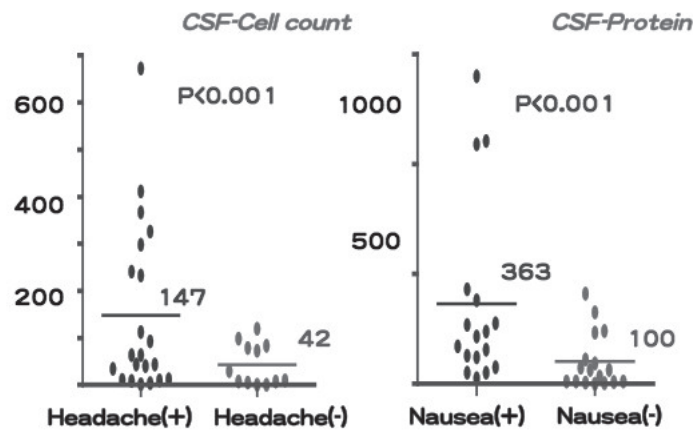 CSF-Cell count
P<0.001
600
400
200
147
42
Headache(+) Headache(-)
CSF-Protein
P<0.001
1000
500
363
100
Nausea(+) Nausea(-)